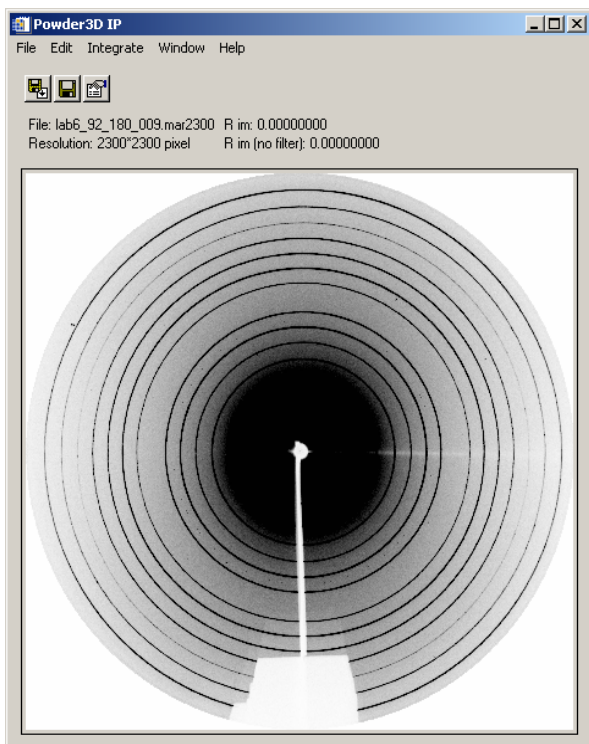 Powder3D IP
File Edit Integrate Window Help
File: lab6_92_180_009.mar2300 R im: 0.00000000
Resolution: 2300*2300 pixel R im (no filter): 0.00000000